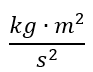 kg · m²
s²